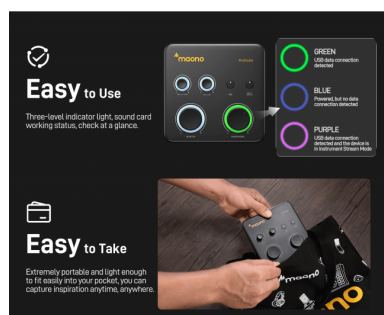 maono
Easy to Use
Three-level indicator light, sound card
working status, check at a glance.
GREEN
USB data connection
detected
BLUE
Powered, but no data
connection detected
PURPLE
USB data connection
detected and the device is
in Instrument Stream Mode
Easy to Take
Extremely portable and light enough
to fit easily into your pocket, you can
capture inspiration anytime, anywhere.
maono
no